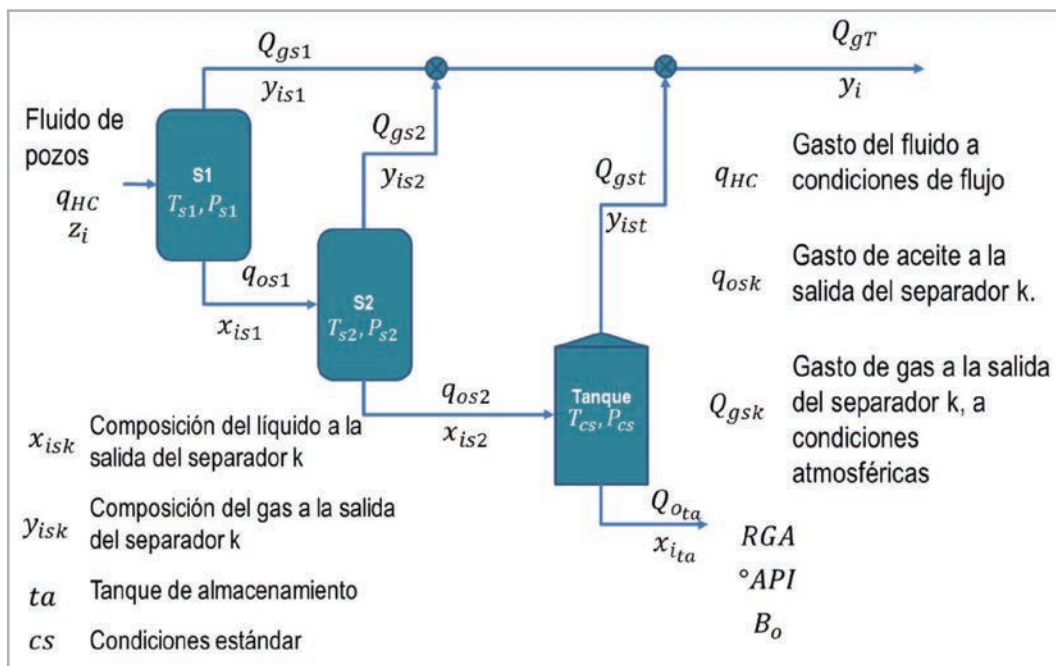 Q_{gs1}
y_{is1}
Q_{gT}
y_i
Fluido de
pozos
q_{HC}
z_i
S1
T_{s1}, P_{s1}
Q_{gs2}
y_{is2}
Q_{gst}
y_{ist}
q_{os1}
x_{is1}
S2
T_{s2}, P_{s2}
q_{os2}
x_{is2}
Tanque
T_{cs}, P_{cs}
Q_{o_{ta}}
x_{i_{ta}}
RGA
°API
B_o
q_{HC} Gasto del fluido a
condiciones de flujo
q_{osk} Gasto de aceite a la
salida del separador k.
Q_{gsk} Gasto de gas a la salida
del separador k, a
condiciones
atmosféricas
x_{isk} Composición del líquido a la
salida del separador k
y_{isk} Composición del gas a la salida
del separador k
ta Tanque de almacenamiento
cs Condiciones estándar